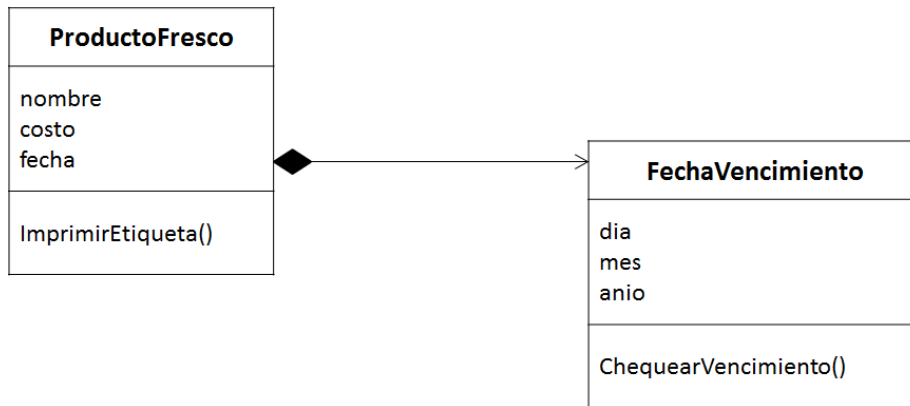 ProductoFresco
nombre
costo
fecha
ImprimirEtiqueta()
FechaVencimiento
dia
mes
anio
ChequearVencimiento()